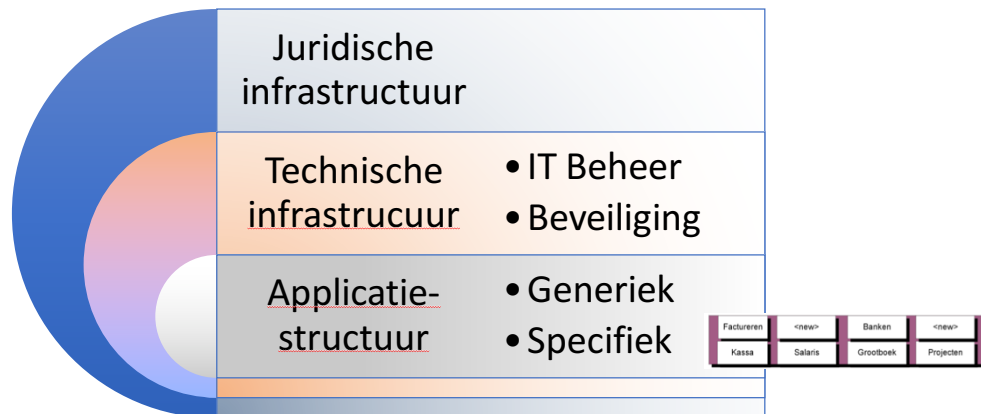 Juridische
infrastructuur
Technische
infrastrucuur
• IT Beheer
• Beveiliging
Applicatie-
structuur
• Generiek
• Specifiek
Factureren <new> Banken <new>
Kassa Salaris Grootboek Projecten